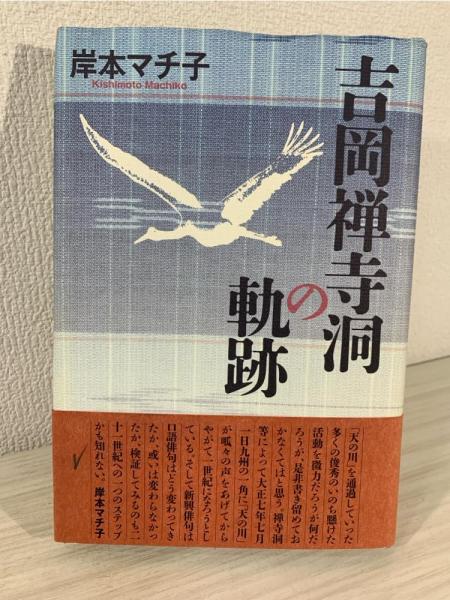 岸本マチ子
Kishimoto Machiko
吉岡禅寺洞
の
軌跡
「天の川」を通過していった
多くの俊秀のいのち懸けた
活動を微力だろうが何だ
ろうが、是非書き留めてお
かなくてはと思う。禅寺洞
等によって大正七年七月
一日九州の一角に「天の川」
が呱々の声をあげてから
やがて一世紀になろうとし
ている。そして新興俳句は
口語俳句はどう変わってき
たか、或いは変わらなかっ
たか、検証してみるのも二
十一世紀への一つのステップ
かも知れない。岸本マチ子